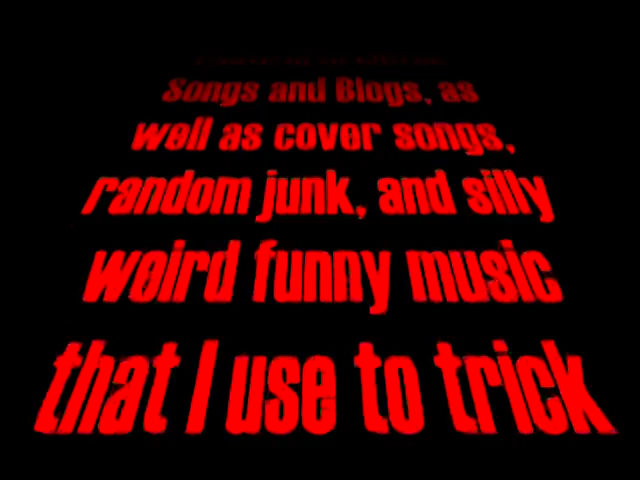 Songs and Blogs, as
well as cover songs,
random junk, and silly
weird funny music
that I use to trick